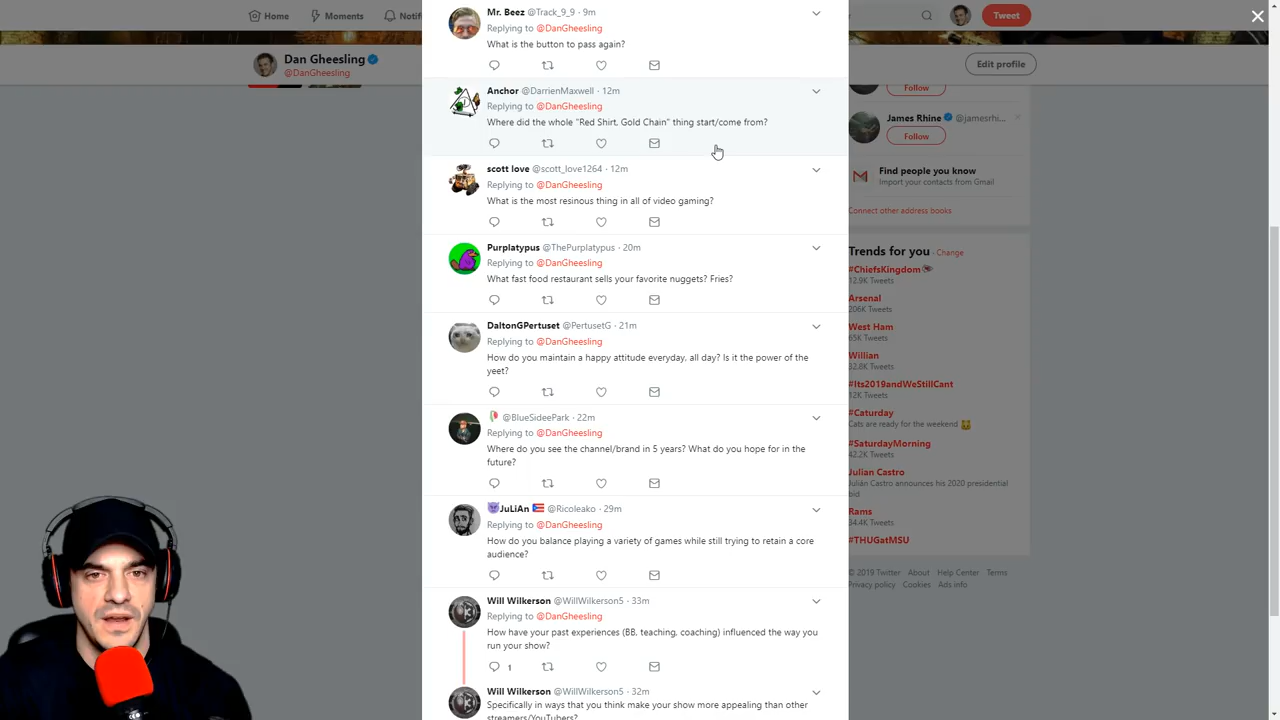 Home
Moments
Notifi
Tweet
Dan Gheesling
@DanGheesling
Edit profile
Mr. Beez @Track_9_9 · 9m
Replying to @DanGheesling
What is the button to pass again?
Anchor @DarrienMaxwell · 12m
Replying to @DanGheesling
Where did the whole "Red Shirt, Gold Chain" thing start/come from?
scott love @scott_love1264 · 12m
Replying to @DanGheesling
What is the most resinous thing in all of video gaming?
Purplatypus @ThePurplatypus · 20m
Replying to @DanGheesling
What fast food restaurant sells your favorite nuggets? Fries?
DaltonGPertuset @PertusetG · 21m
Replying to @DanGheesling
How do you maintain a happy attitude everyday, all day? Is it the power of the
yeet?
@BlueSideePark · 22m
Replying to @DanGheesling
Where do you see the channel/brand in 5 years? What do you hope for in the
future?
JuLiAn @Ricoleako · 29m
Replying to @DanGheesling
How do you balance playing a variety of games while still trying to retain a core
audience?
Will Wilkerson @WillWilkerson5 · 33m
Replying to @DanGheesling
How have your past experiences (BB, teaching, coaching) influenced the way you
run your show?
1
Will Wilkerson @WillWilkerson5 · 32m
Specifically in ways that you think make your show more appealing than other
streamers/YouTubers?
Follow
James Rhine @jamesrhi...
Follow
Find people you know
Import your contacts from Gmail
Connect other address books
Trends for you · Change
#ChiefsKingdom
12.9K Tweets
Arsenal
206K Tweets
West Ham
65K Tweets
Willian
32.8K Tweets
#Its2019andWeStillCant
12K Tweets
#Caturday
Cats are ready for the weekend
#SaturdayMorning
42.2K Tweets
Julian Castro
Julián Castro announces his 2020 presidential
bid
Rams
34.4K Tweets
#THUGatMSU
© 2019 Twitter About Help Center Terms
Privacy policy Cookies Ads info